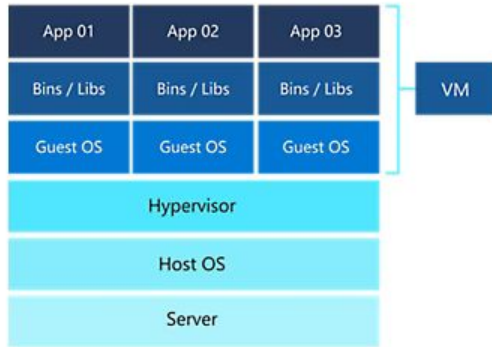 App 01 App 02 App 03
Bins / Libs Bins / Libs Bins / Libs VM
Guest OS Guest OS Guest OS
Hypervisor
Host OS
Server